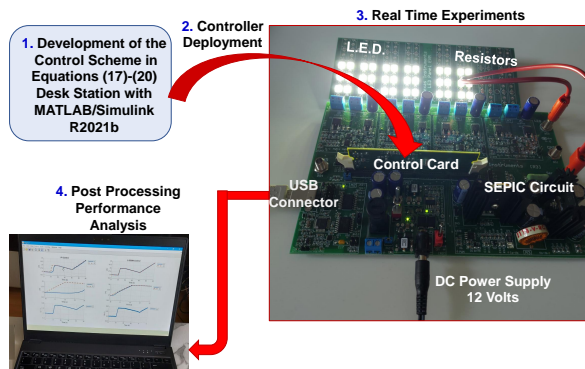 1. Development of the
Control Scheme in
Equations (17)-(20)
Desk Station with
MATLAB/Simulink
R2021b
2. Controller
Deployment
3. Real Time Experiments
L.E.D.
Resistors
Control Card
USB
Connector
SEPIC Circuit
DC Power Supply
12 Volts
4. Post Processing
Performance
Analysis